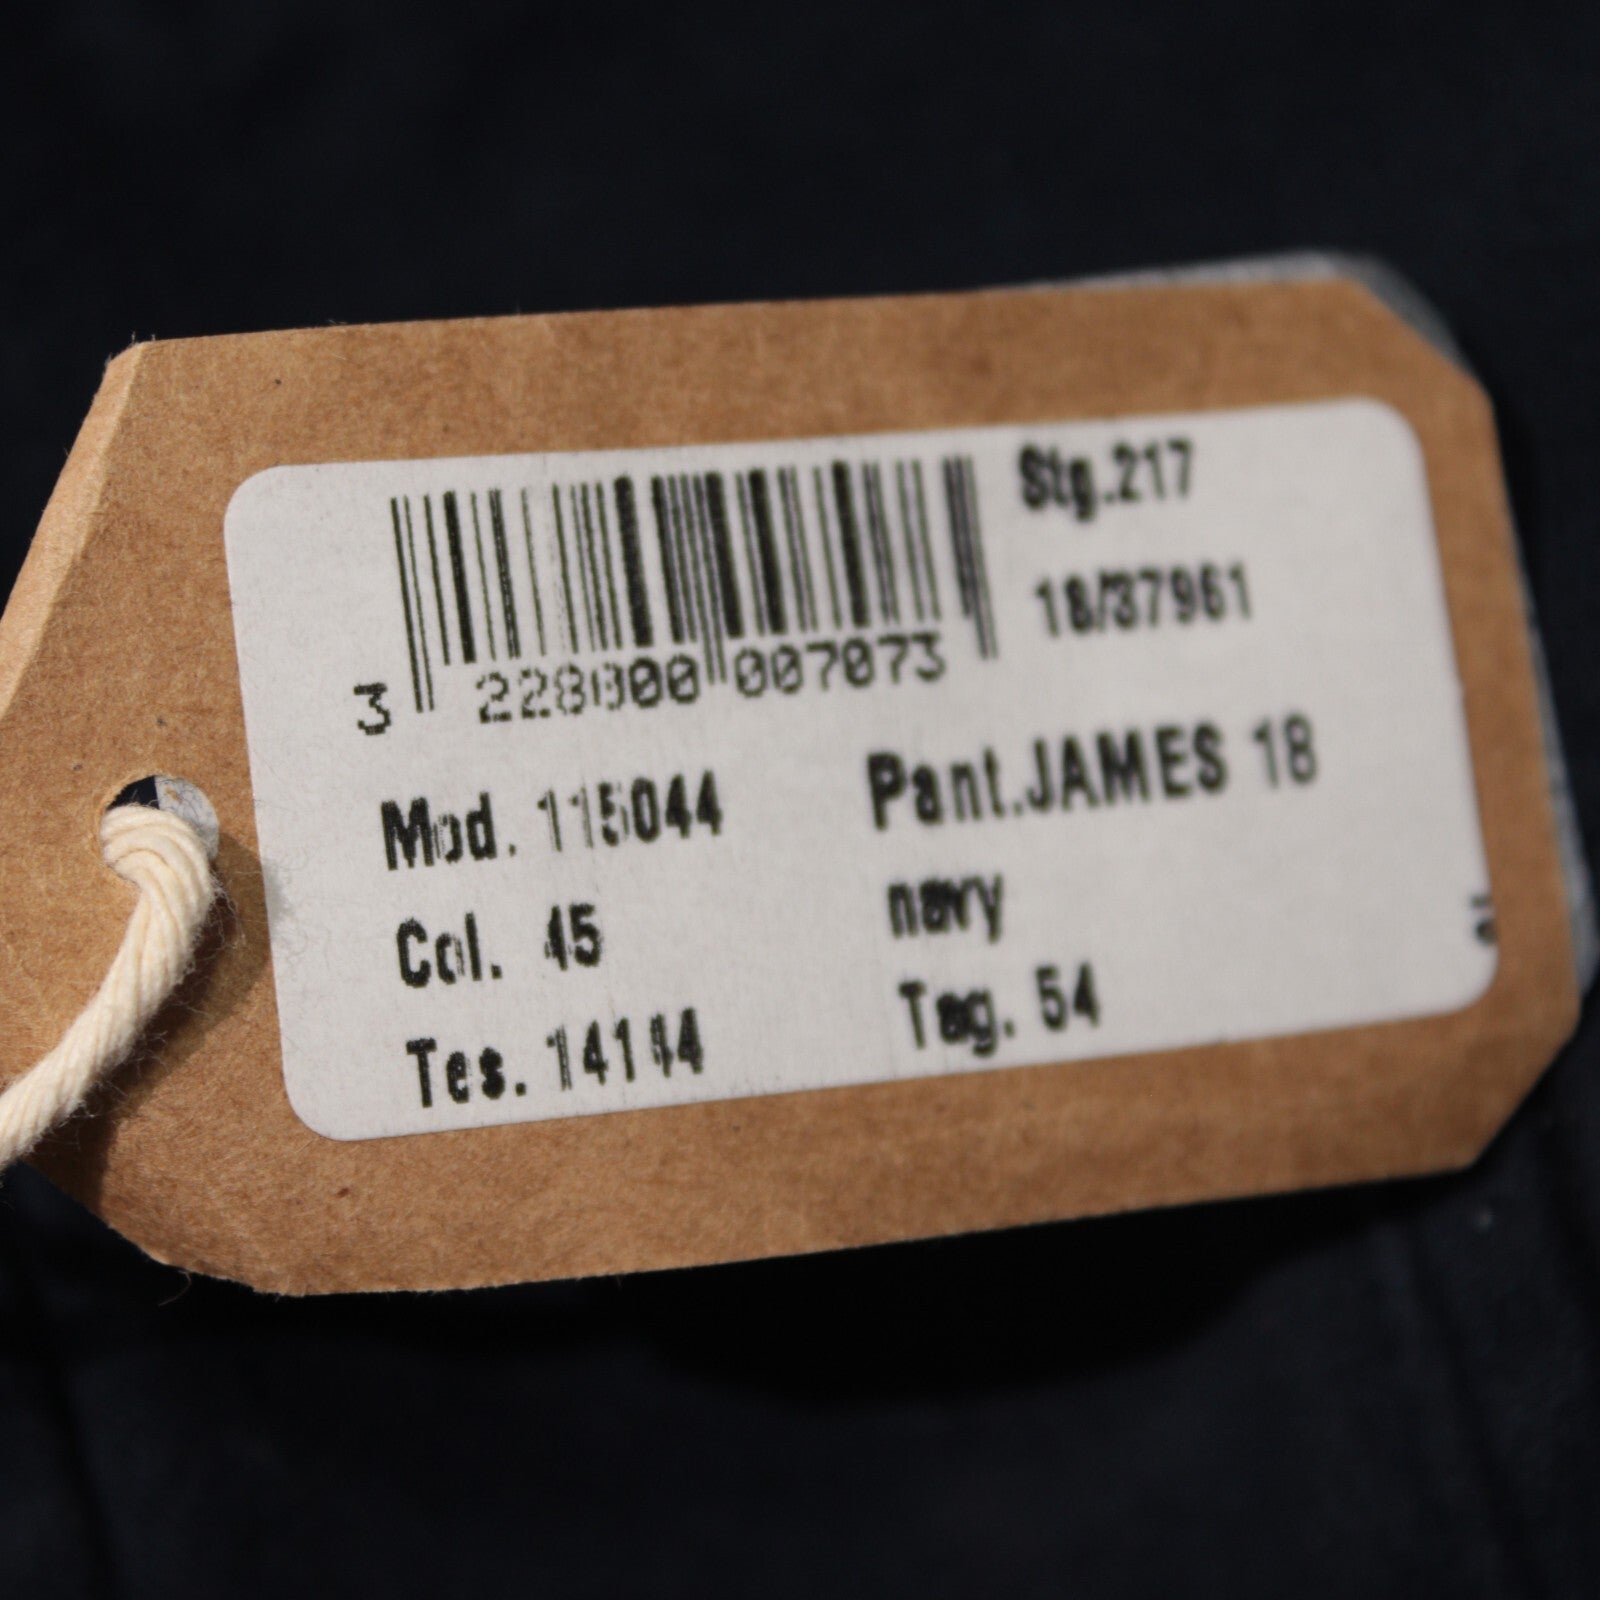 Stg.217
18/37961
3 228000 007073
Mod. 115044 Pant.JAMES 18
Col. 45 navy
Tes. 14144 Tag. 54